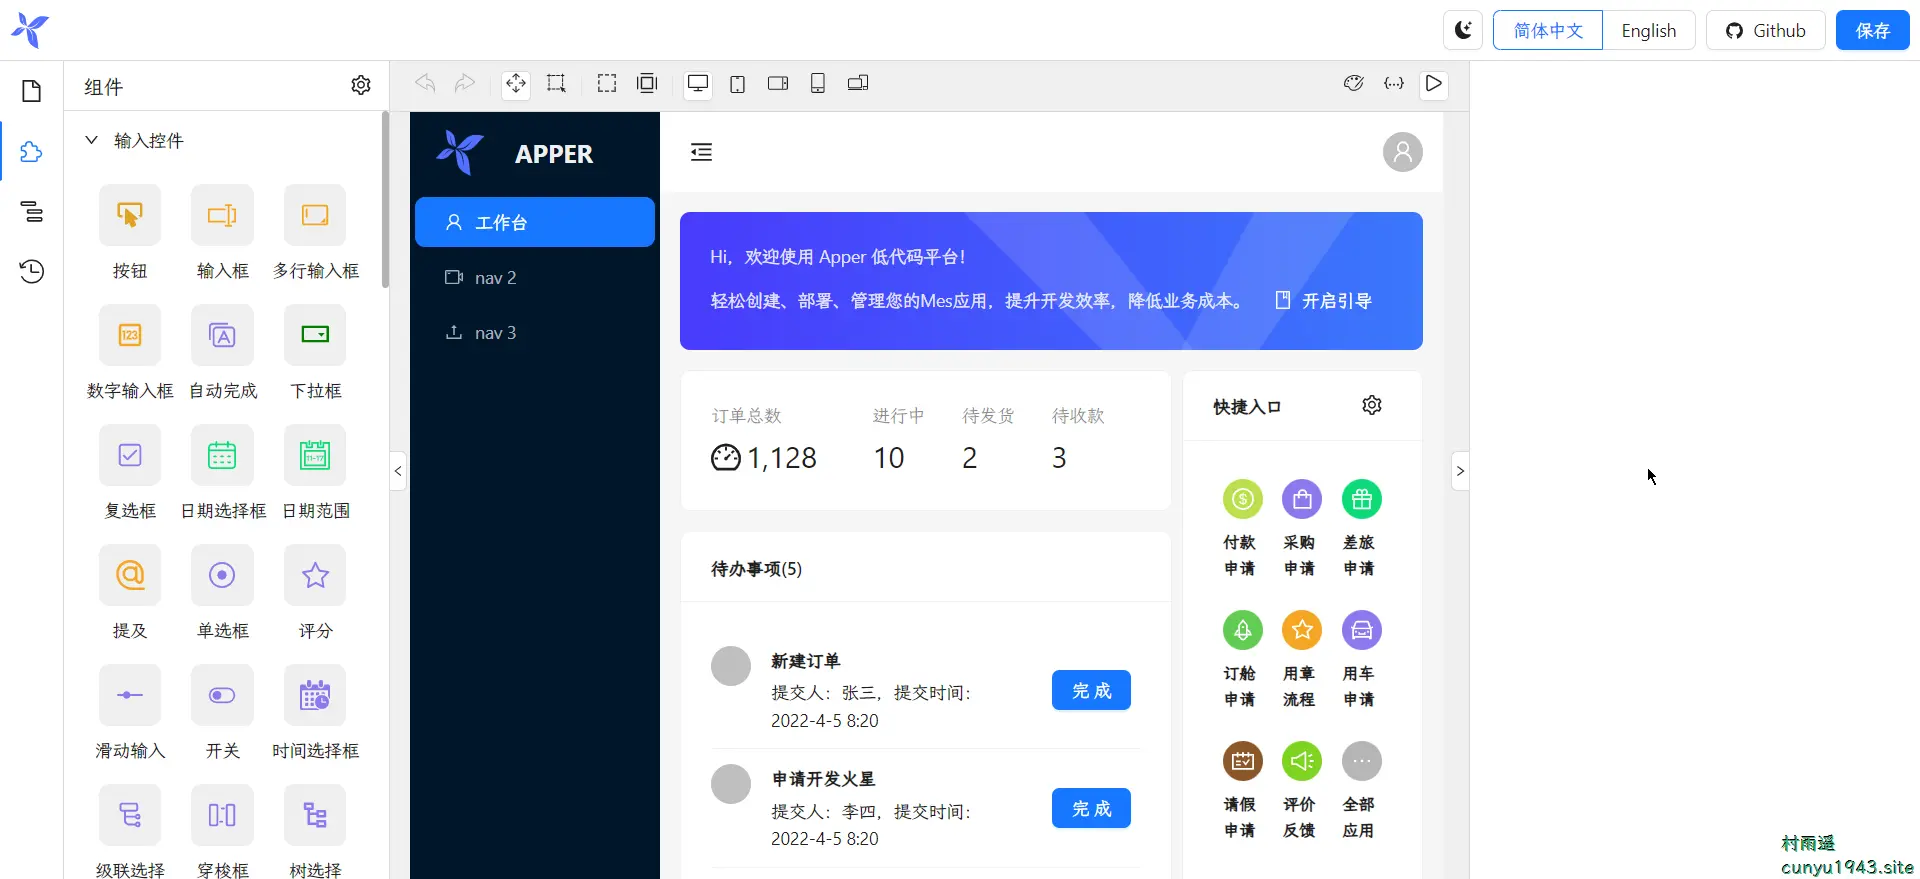 简体中文
English
Github
保存
组件
输入控件
按钮
输入框
多行输入框
123
数字输入框
自动完成
下拉框
复选框
日期选择框
11-17
日期范围
提及
单选框
评分
滑动输入
开关
时间选择框
级联选择
穿梭框
树选择
APPER
工作台
nav 2
nav 3
Hi，欢迎使用 Apper 低代码平台！
轻松创建、部署、管理您的Mes应用，提升开发效率，降低业务成本。
开启引导
订单总数
进行中
待发货
待收款
1,128
10
2
3
待办事项(5)
新建订单
提交人：张三，提交时间：
2022-4-5 8:20
完 成
申请开发火星
提交人：李四，提交时间：
2022-4-5 8:20
完 成
快捷入口
付款
申请
采购
申请
差旅
申请
订舱
申请
用章
流程
用车
申请
请假
申请
评价
反馈
全部
应用
村雨遥
cunyu1943.site